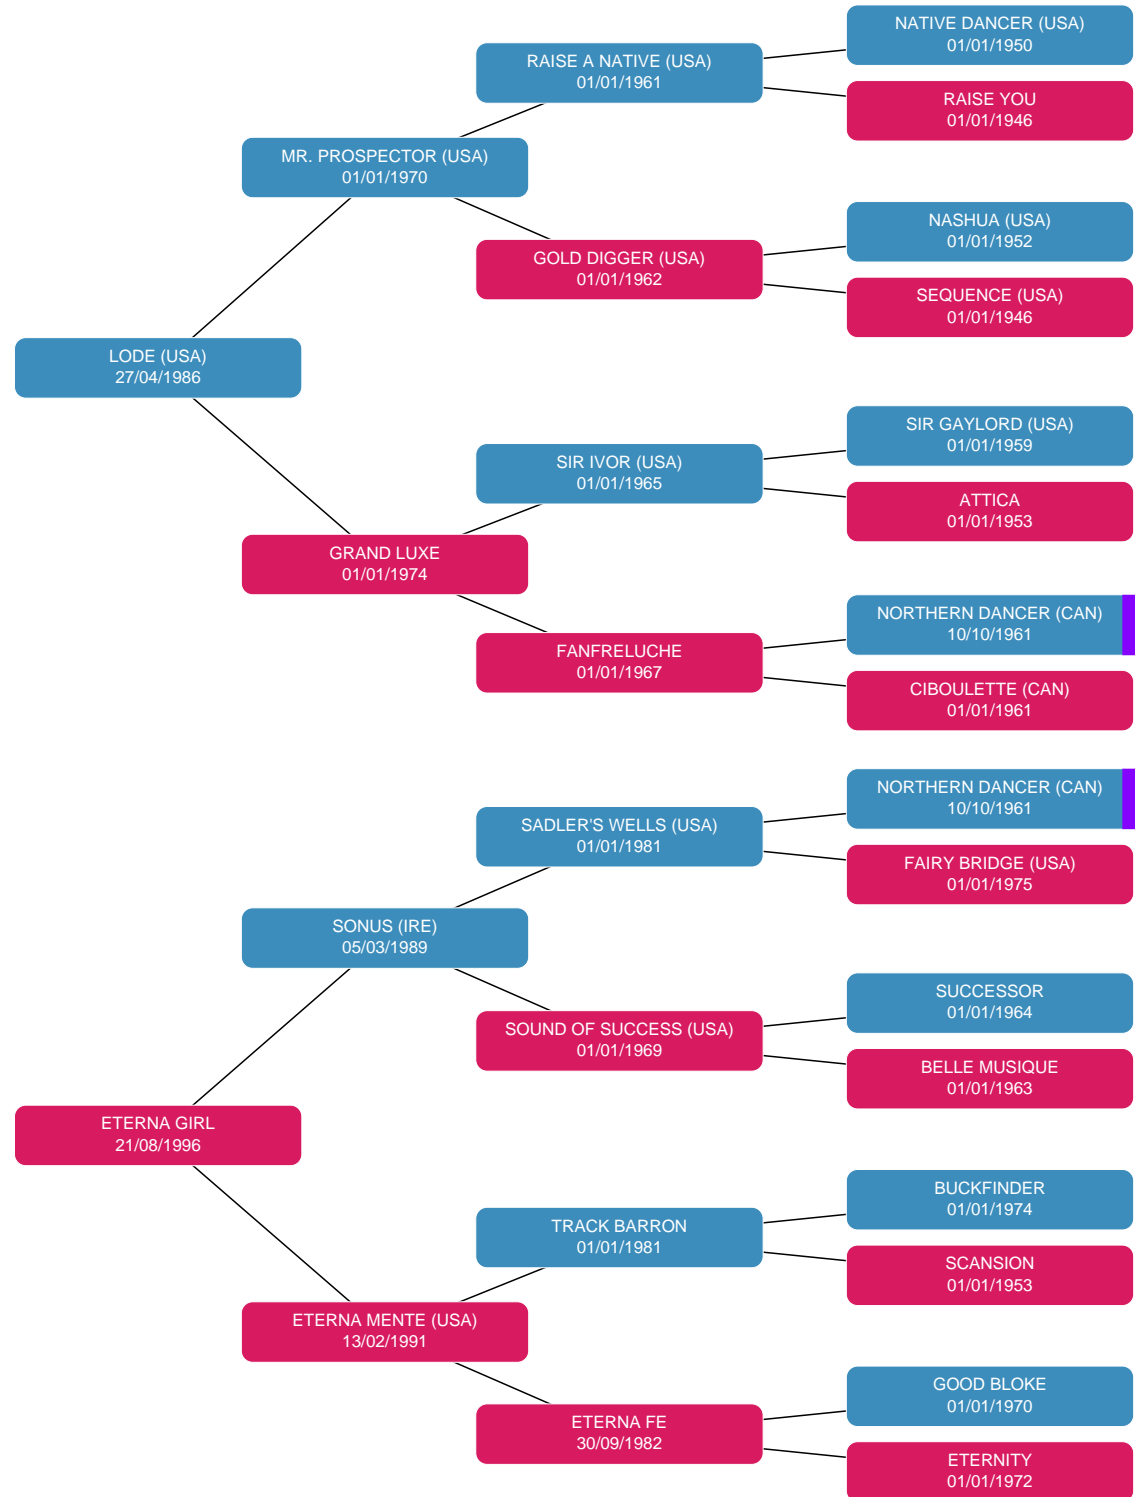 NATIVE DANCER (USA)
01/01/1950
RAISE A NATIVE (USA)
01/01/1961
RAISE YOU
01/01/1946
MR. PROSPECTOR (USA)
01/01/1970
NASHUA (USA)
01/01/1952
GOLD DIGGER (USA)
01/01/1962
SEQUENCE (USA)
01/01/1946
LODE (USA)
27/04/1986
SIR GAYLORD (USA)
01/01/1959
SIR IVOR (USA)
01/01/1965
ATTICA
01/01/1953
GRAND LUXE
01/01/1974
NORTHERN DANCER (CAN)
10/10/1961
FANFRELUCHE
01/01/1967
CIBOULETTE (CAN)
01/01/1961
NORTHERN DANCER (CAN)
10/10/1961
SADLER'S WELLS (USA)
01/01/1981
FAIRY BRIDGE (USA)
01/01/1975
SONUS (IRE)
05/03/1989
SUCCESSOR
01/01/1964
SOUND OF SUCCESS (USA)
01/01/1969
BELLE MUSIQUE
01/01/1963
ETERNA GIRL
21/08/1996
BUCKFINDER
01/01/1974
TRACK BARRON
01/01/1981
SCANSION
01/01/1953
ETERNA MENTE (USA)
13/02/1991
GOOD BLOKE
01/01/1970
ETERNA FE
30/09/1982
ETERNITY
01/01/1972